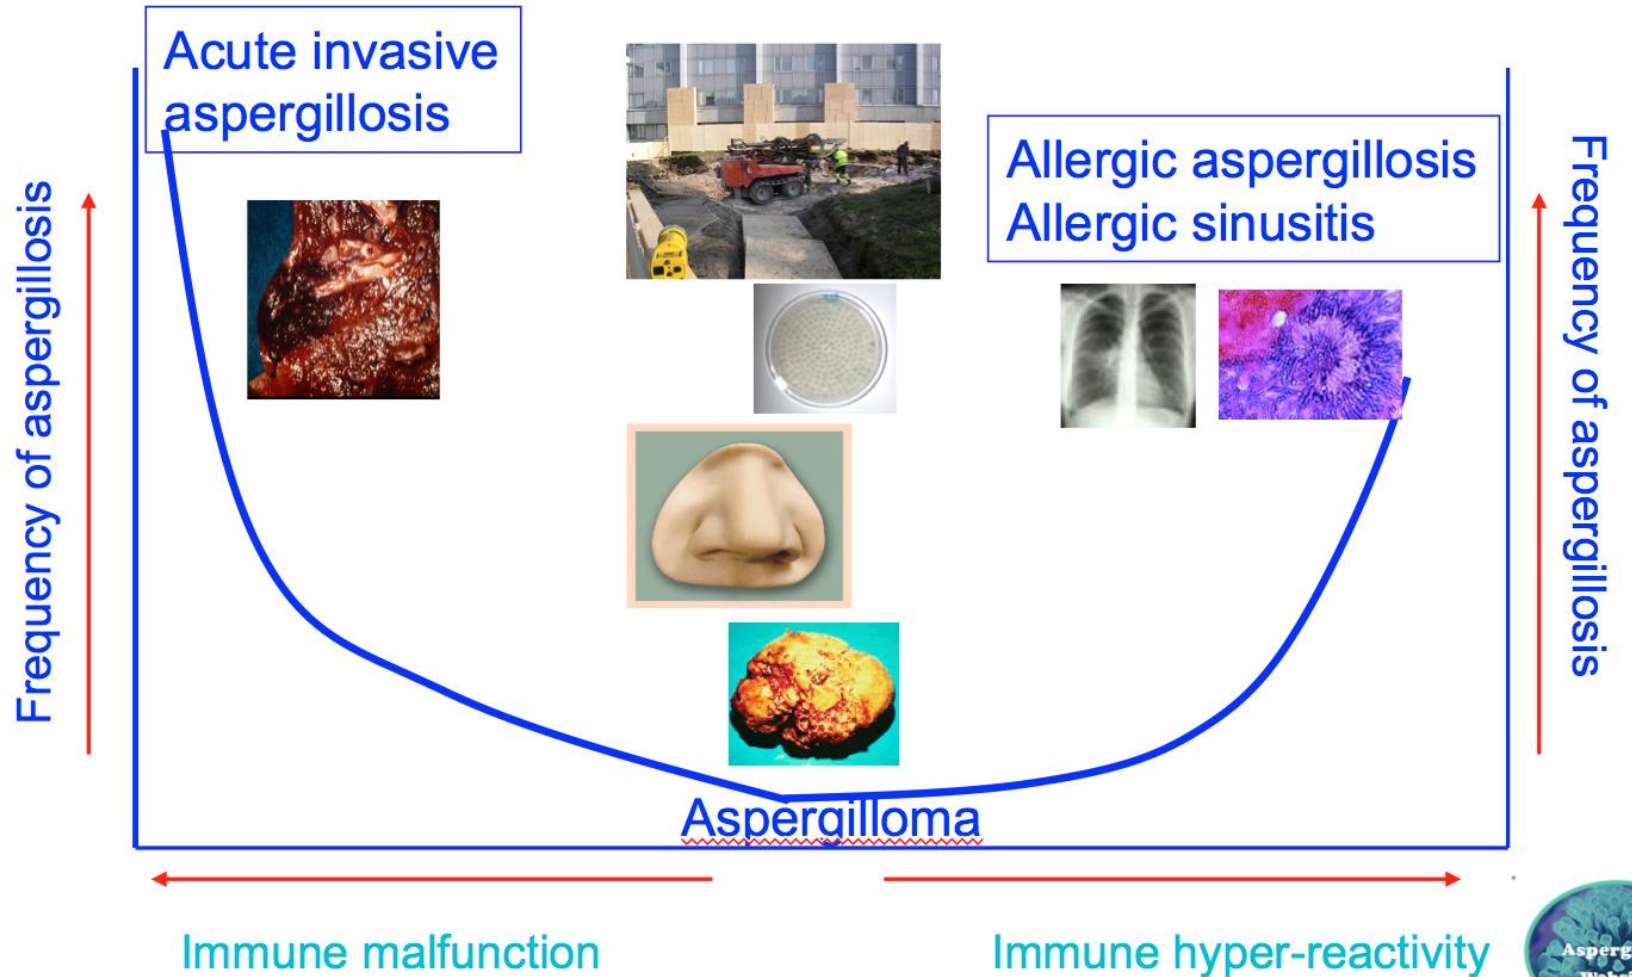 Acute invasive
aspergillosis
Allergic aspergillosis
Allergic sinusitis
Frequency of aspergillosis
Frequency of aspergillosis
Aspergilloma
Immune malfunction
Immune hyper-reactivity